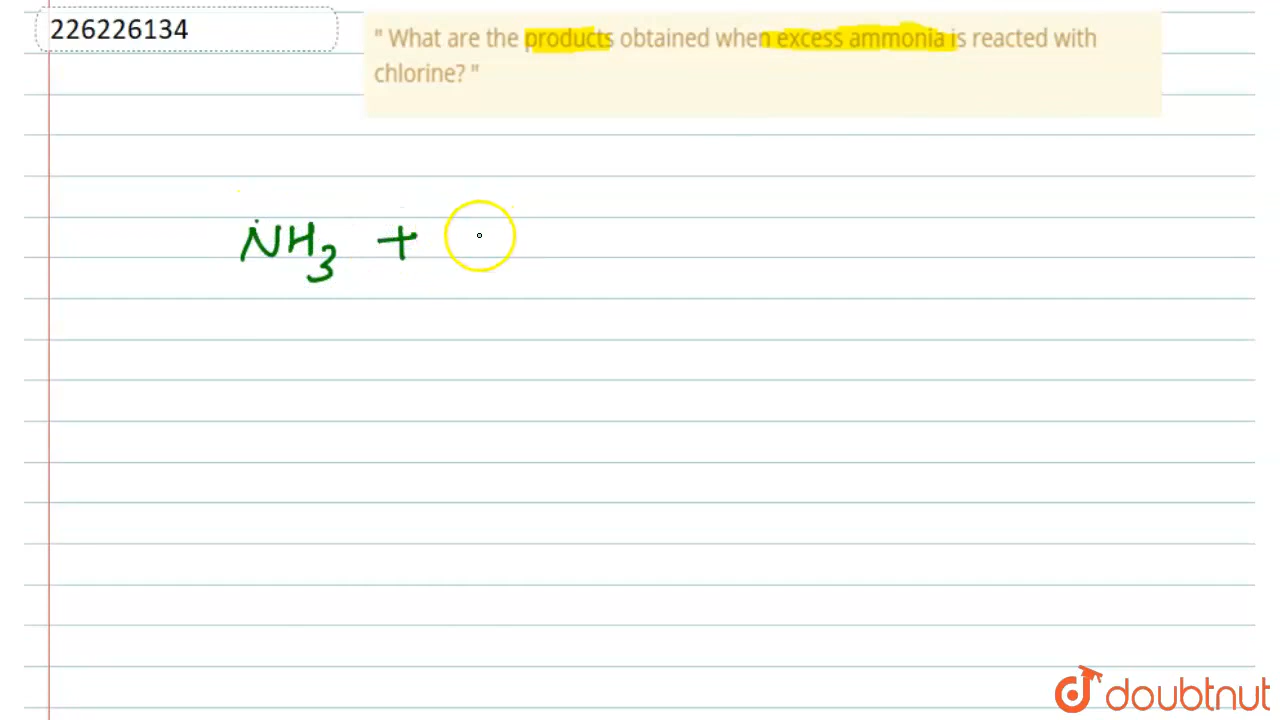 226226134
" What are the products obtained when excess ammonia is reacted with
chlorine? "
NH3 +
doubtnut